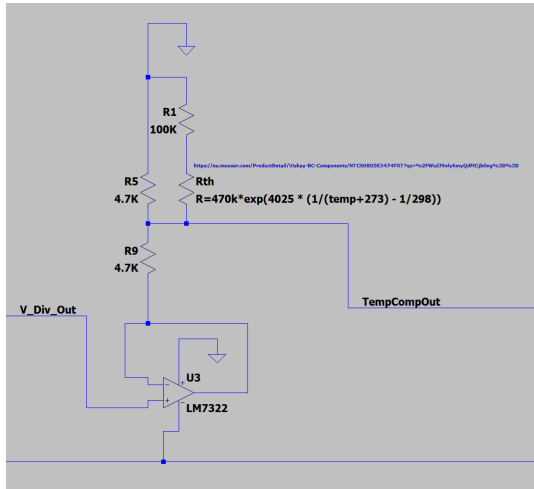 R1
100K
https://eu.mouser.com/ProductDetail/Vishay-BC-Components/NTCS0805E3474FXT?qs=%2FWiulJ9oly6eyQdMCjk0eg%3D%3D
R5
4.7K
Rth
R=470k*exp(4025 * (1/(temp+273) - 1/298))
R9
4.7K
TempCompOut
V_Div_Out
U3
LM7322